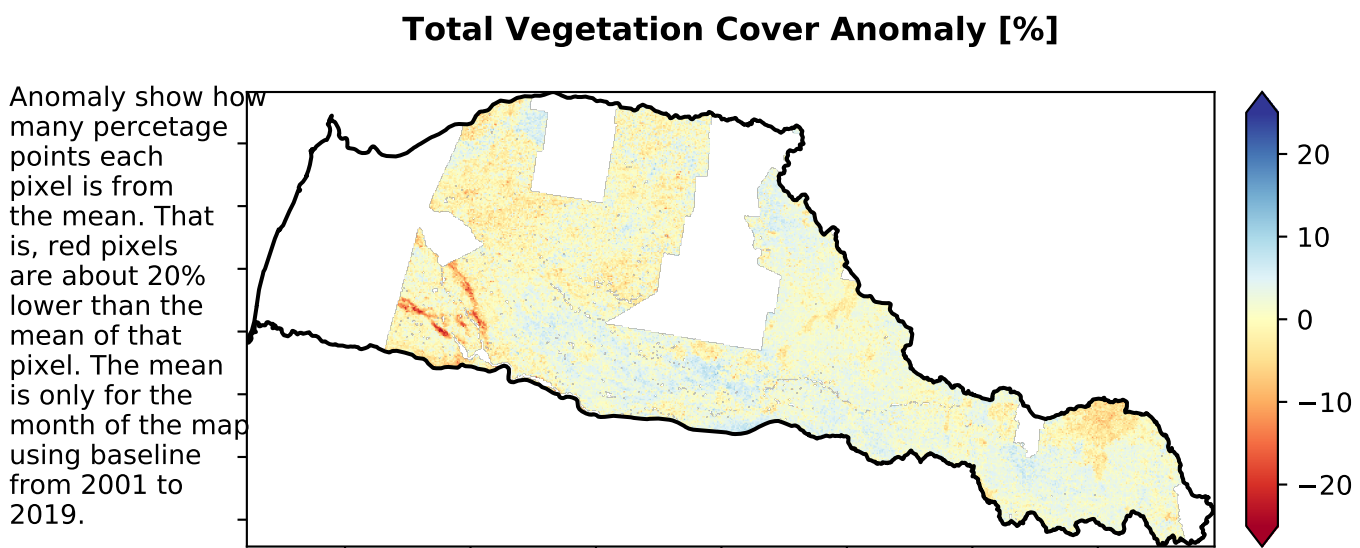 Total Vegetation Cover Anomaly [%]
Anomaly show how
many percetage
points each
pixel is from
the mean. That
is, red pixels
are about 20%
lower than the
mean of that
pixel. The mean
is only for the
month of the map
using baseline
from 2001 to
2019.
20
10
0
−10
−20